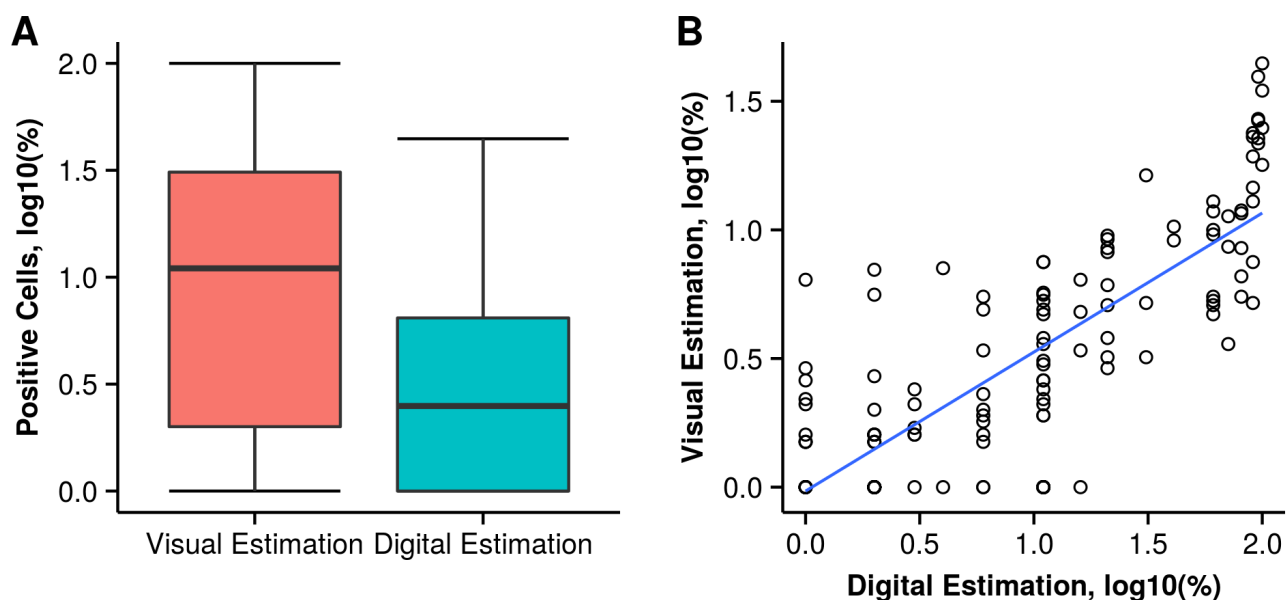 A
Positive Cells, log10(%)
2.0
1.5
1.0
0.5
0.0
Visual Estimation
Digital Estimation
B
Visual Estimation, log10(%)
1.5
1.0
0.5
0.0
0.0 0.5 1.0 1.5 2.0
Digital Estimation, log10(%)